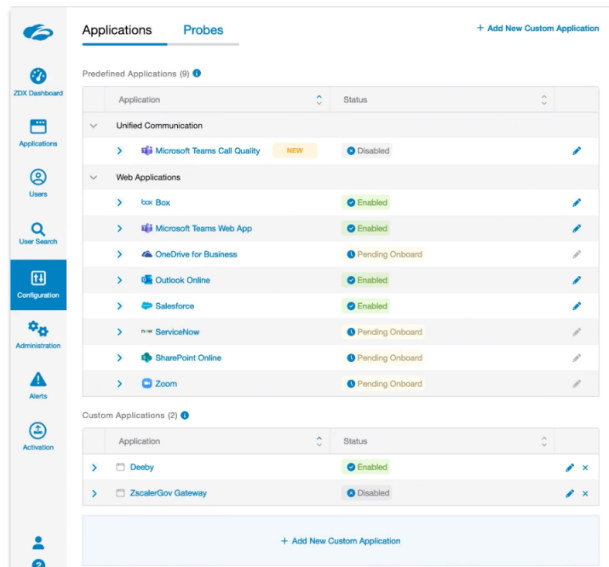 Applications Probes + Add New Custom Application
ZDX Dashboard
Applications
Users
User Search
Configuration
Administration
Alerts
Activation
Predefined Applications (9)
Application Status
Unified Communication
Microsoft Teams Call Quality NEW Disabled
Web Applications
box Box Enabled
Microsoft Teams Web App Enabled
OneDrive for Business Pending Onboard
Outlook Online Enabled
Salesforce Enabled
now ServiceNow Pending Onboard
SharePoint Online Pending Onboard
Zoom Pending Onboard
Custom Applications (2)
Application Status
Deeby Enabled
ZscalerGov Gateway Disabled
+ Add New Custom Application